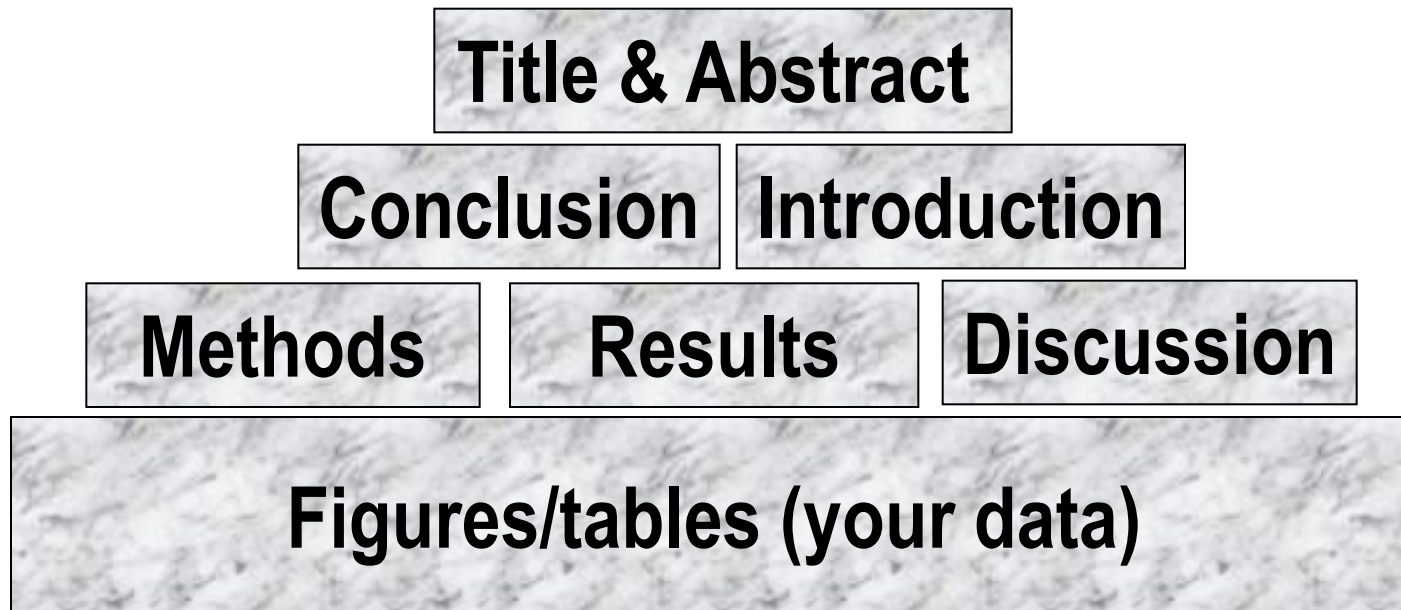 Title & Abstract
Conclusion Introduction
Methods Results Discussion
Figures/tables (your data)